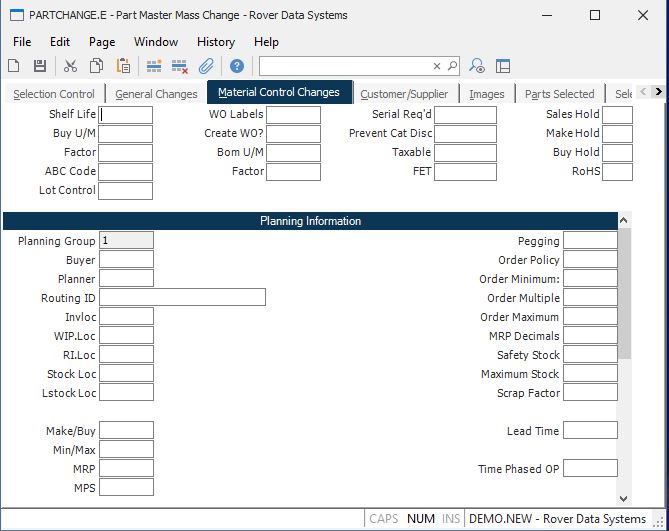 PARTCHANGE.E - Part Master Mass Change - Rover Data Systems
File Edit Page Window History Help
Selection Control General Changes Material Control Changes Customer/Supplier Images Parts Selected Sele
Shelf Life WO Labels Serial Req'd Sales Hold
Buy U/M Create WO? Prevent Cat Disc Make Hold
Factor Bom U/M Taxable Buy Hold
ABC Code Factor FET RoHS
Lot Control
Planning Information
Planning Group 1 Pegging
Buyer Order Policy
Planner Order Minimum:
Routing ID Order Multiple
Invloc Order Maximum
WIP.Loc MRP Decimals
RI.Loc Safety Stock
Stock Loc Maximum Stock
Lstock Loc Scrap Factor
Make/Buy Lead Time
Min/Max
MRP Time Phased OP
MPS
CAPS NUM INS DEMO.NEW - Rover Data Systems